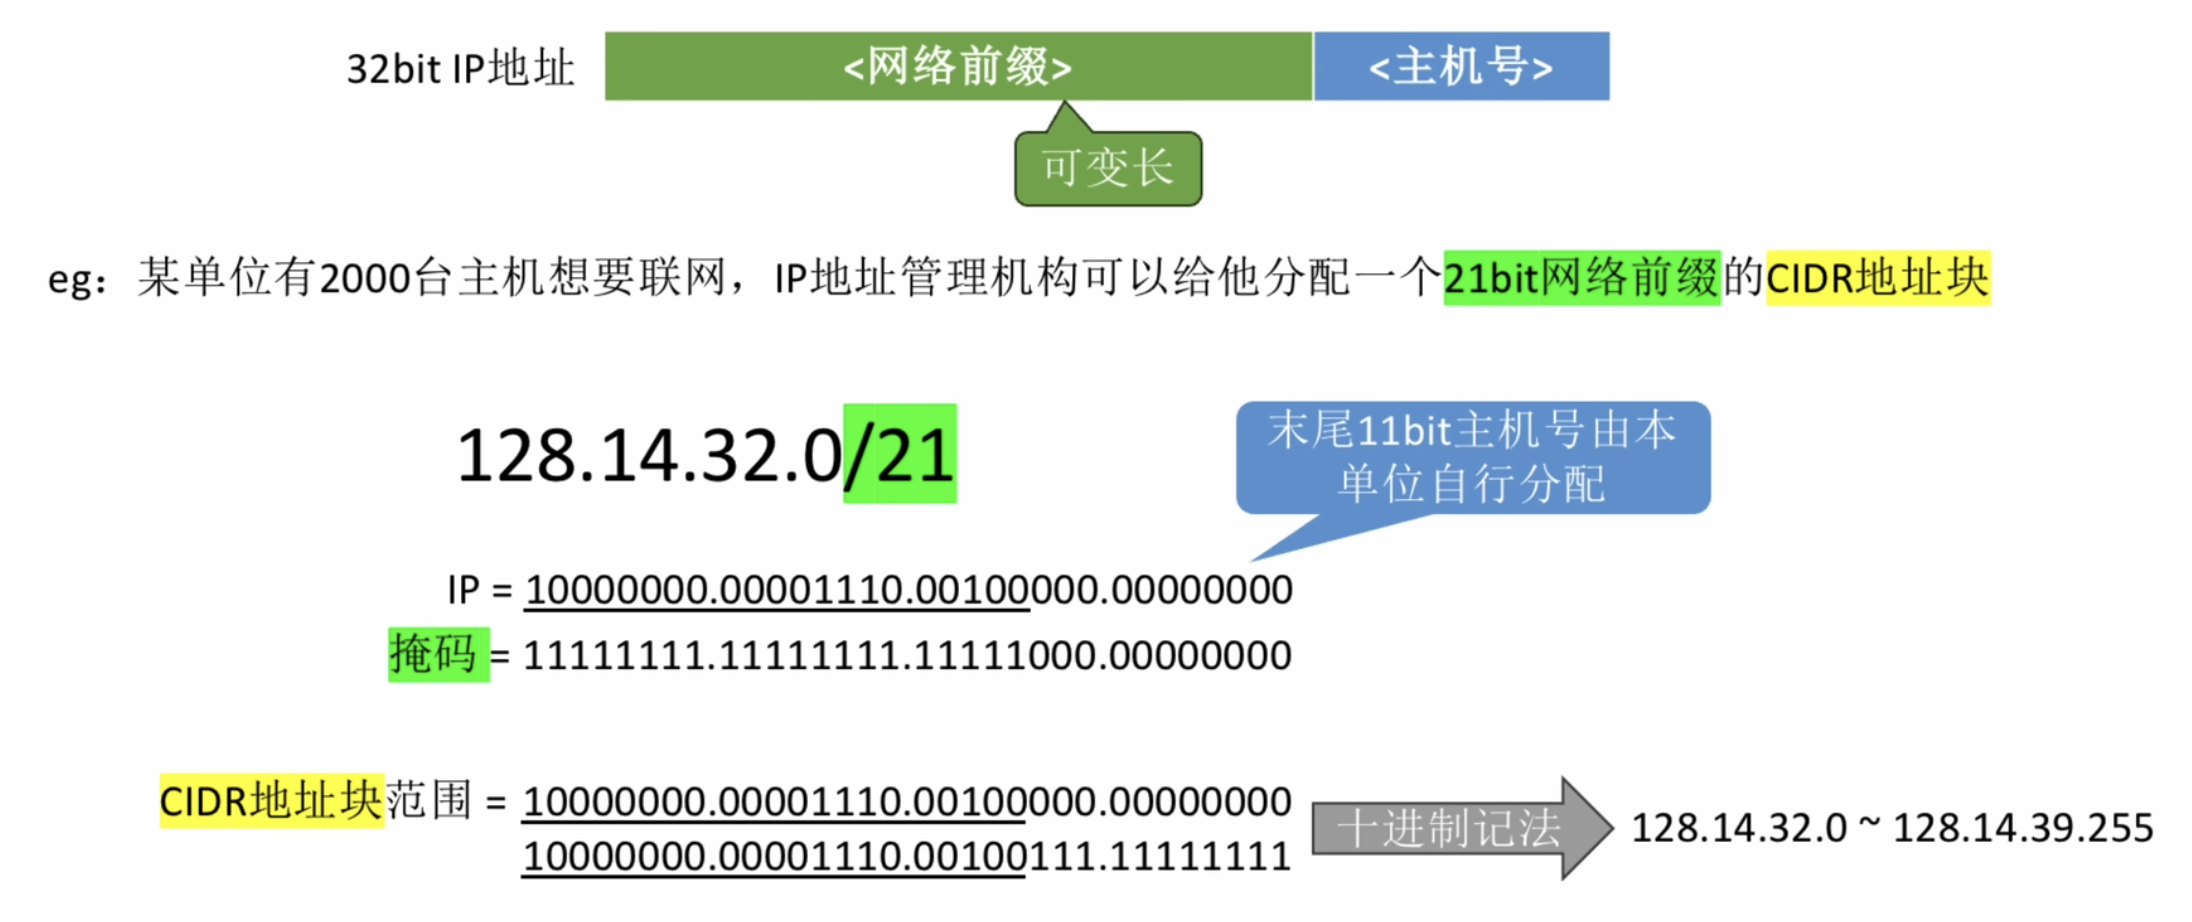 32bit IP地址 <网络前缀> <主机号>
可变长
eg：某单位有2000台主机想要联网，IP地址管理机构可以给他分配一个21bit网络前缀的CIDR地址块
128.14.32.0/21
末尾11bit主机号由本
单位自行分配
IP = 10000000.00001110.00100000.00000000
掩码 = 11111111.11111111.11111000.00000000
CIDR地址块范围 = 10000000.00001110.00100000.00000000
10000000.00001110.00100111.11111111
十进制记法
128.14.32.0 ~ 128.14.39.255